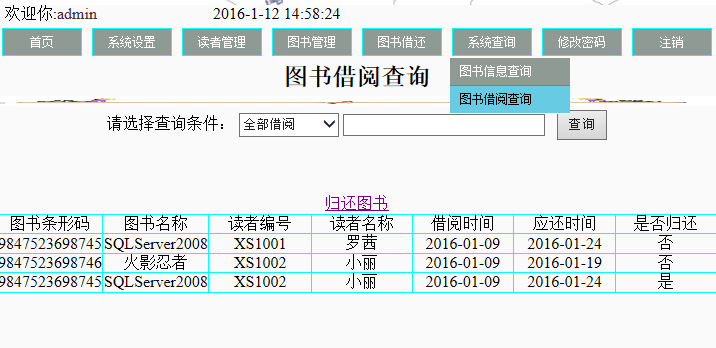 欢迎你:admin 2016-1-12 14:58:24
首页 系统设置 读者管理 图书管理 图书借还 系统查询 修改密码 注销
图书信息查询
图书借阅查询
图书借阅查询
请选择查询条件： 全部借阅 查询
归还图书
图书条形码 图书名称 读者编号 读者名称 借阅时间 应还时间 是否归还
9847523698745 SQLServer2008 XS1001 罗茜 2016-01-09 2016-01-24 否
9847523698746 火影忍者 XS1002 小丽 2016-01-09 2016-01-19 否
9847523698745 SQLServer2008 XS1002 小丽 2016-01-09 2016-01-24 是